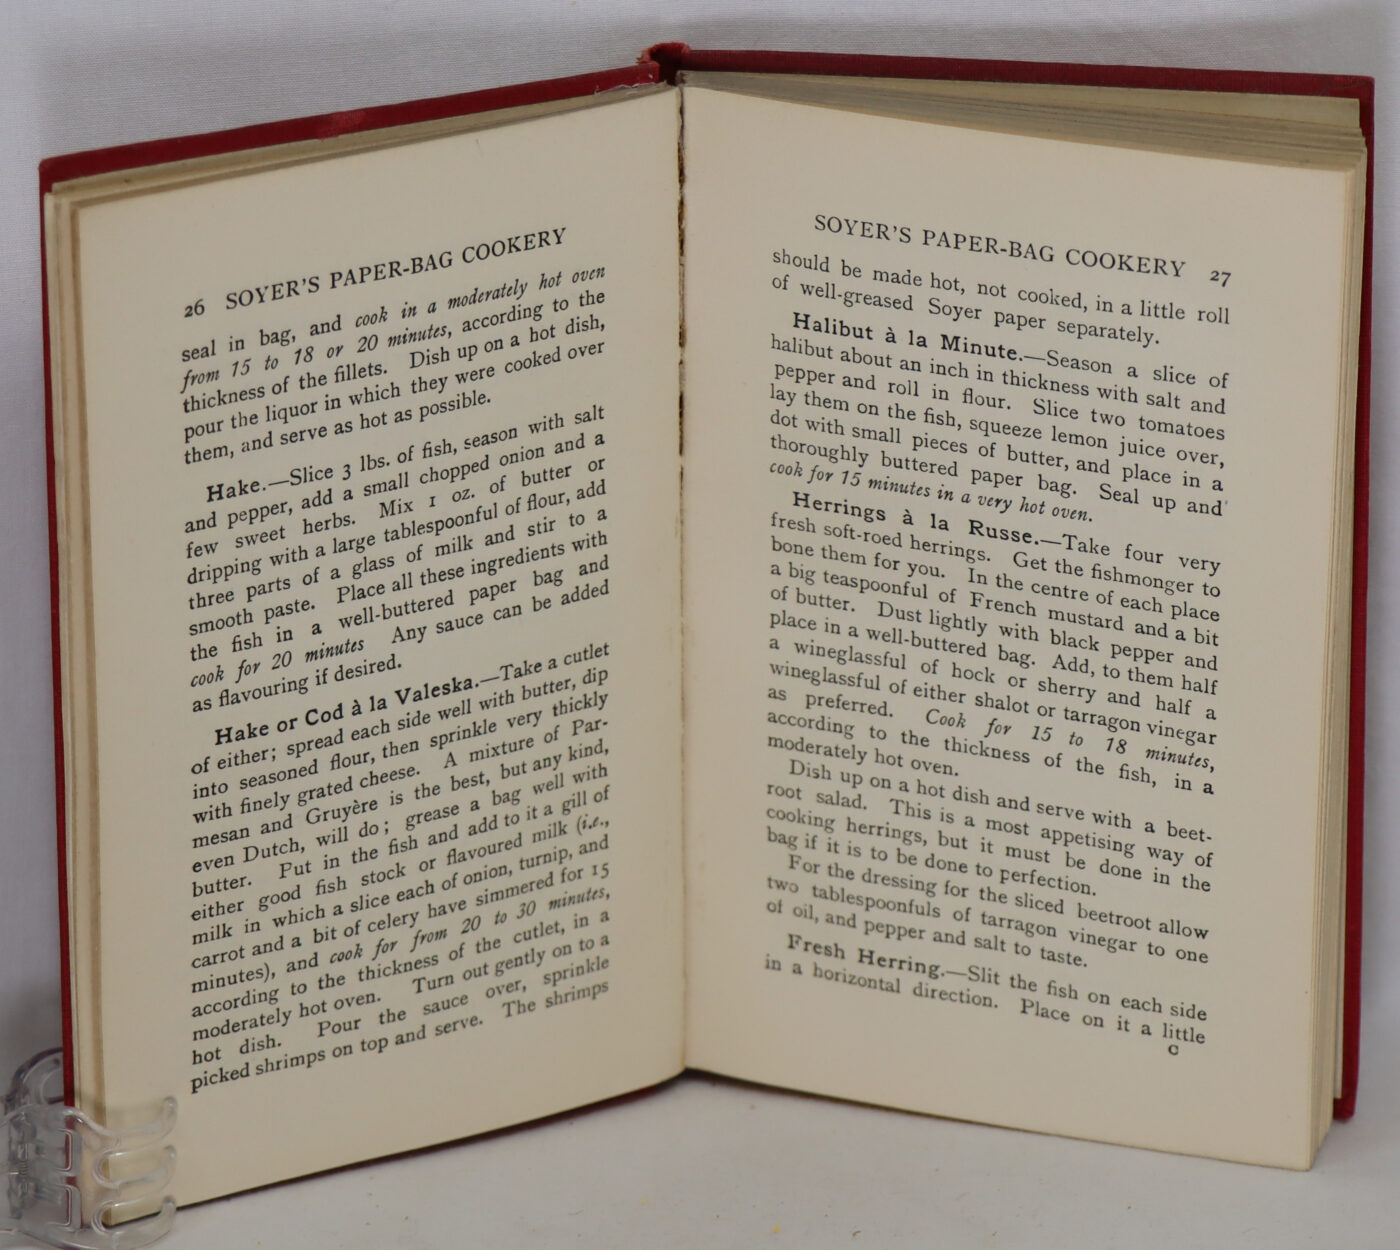 26 SOYER'S PAPER-BAG COOKERY
seal in bag, and cook in a moderately hot oven
from 15 to 18 or 20 minutes, according to the
thickness of the fillets. Dish up on a hot dish,
pour the liquor in which they were cooked over
them, and serve as hot as possible.
Hake.—Slice 3 lbs. of fish, season with salt
and pepper, add a small chopped onion and a
few sweet herbs. Mix 1 oz. of butter or
dripping with a large tablespoonful of flour, add
three parts of a glass of milk and stir to a
smooth paste. Place all these ingredients with
the fish in a well-buttered paper bag and
cook for 20 minutes Any sauce can be added
as flavouring if desired.
Hake or Cod à la Valeska.—Take a cutlet
of either; spread each side well with butter, dip
into seasoned flour, then sprinkle very thickly
with finely grated cheese. A mixture of Par-
mesan and Gruyère is the best, but any kind,
even Dutch, will do; grease a bag well with
butter. Put in the fish and add to it a gill of
either good fish stock or flavoured milk (i.e.,
milk in which a slice each of onion, turnip, and
carrot and a bit of celery have simmered for 15
minutes), and cook for from 20 to 30 minutes,
according to the thickness of the cutlet, in a
moderately hot oven. Turn out gently on to a
hot dish. Pour the sauce over, sprinkle
picked shrimps on top and serve. The shrimps
SOYER'S PAPER-BAG COOKERY 27
should be made hot, not cooked, in a little roll
of well-greased Soyer paper separately.
Halibut à la Minute.—Season a slice of
halibut about an inch in thickness with salt and
pepper and roll in flour. Slice two tomatoes
lay them on the fish, squeeze lemon juice over,
dot with small pieces of butter, and place in a
thoroughly buttered paper bag. Seal up and
cook for 15 minutes in a very hot oven.
Herrings à la Russe.—Take four very
fresh soft-roed herrings. Get the fishmonger to
bone them for you. In the centre of each place
a big teaspoonful of French mustard and a bit
of butter. Dust lightly with black pepper and
place in a well-buttered bag. Add, to them half
a wineglassful of hock or sherry and half a
wineglassful of either shalot or tarragon vinegar
as preferred. Cook for 15 to 18 minutes,
according to the thickness of the fish, in a
moderately hot oven.
Dish up on a hot dish and serve with a beet-
root salad. This is a most appetising way of
cooking herrings, but it must be done in the
bag if it is to be done to perfection.
For the dressing for the sliced beetroot allow
two tablespoonfuls of tarragon vinegar to one
of oil, and pepper and salt to taste.
Fresh Herring.—Slit the fish on each side
in a horizontal direction. Place on it a little
C